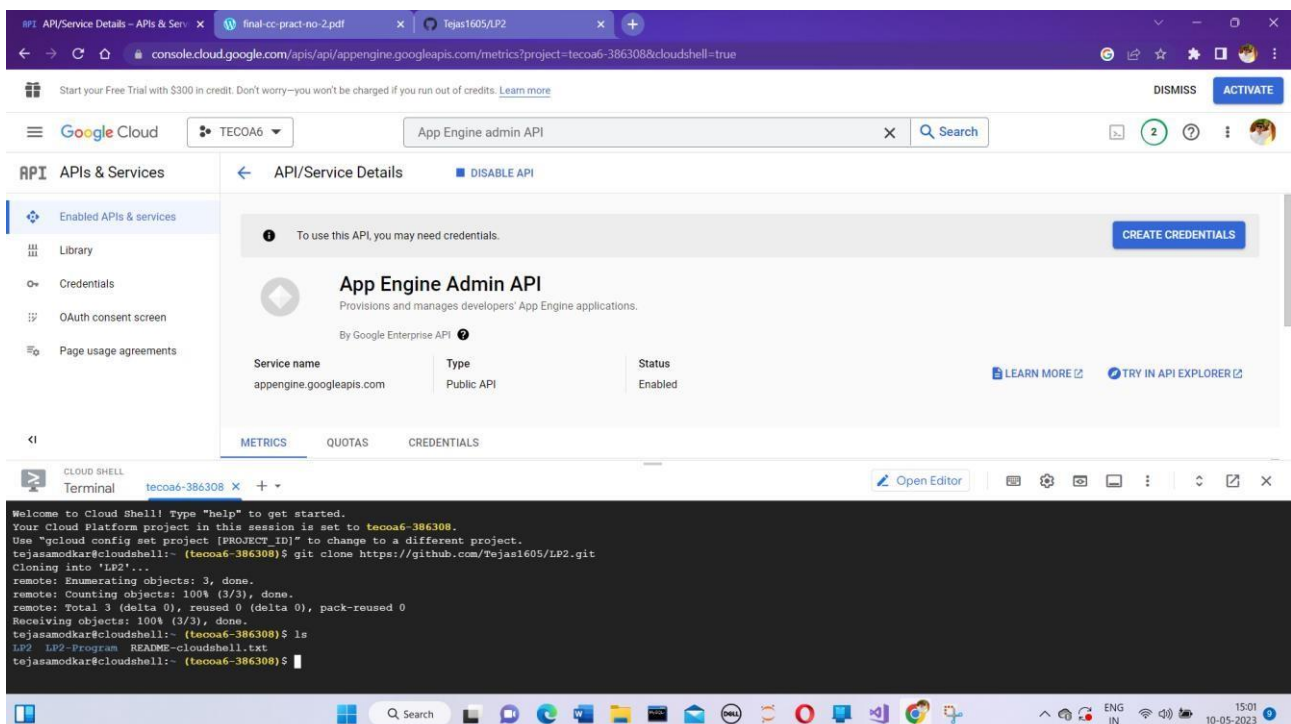 API API/Service Details – APIs & Serv
final-cc-pract-no-2.pdf
Tejas1605/LP2
console.cloud.google.com/apis/api/appengine.googleapis.com/metrics?project=tecoa6-386308&cloudshell=true
Start your Free Trial with $300 in credit. Don't worry—you won't be charged if you run out of credits. Learn more
DISMISS
ACTIVATE
Google Cloud
TECOA6
App Engine admin API
Search
2
API APIs & Services
API/Service Details
DISABLE API
Enabled APIs & services
Library
Credentials
OAuth consent screen
Page usage agreements
To use this API, you may need credentials.
CREATE CREDENTIALS
App Engine Admin API
Provisions and manages developers' App Engine applications.
By Google Enterprise API
Service name
Type
Status
appengine.googleapis.com
Public API
Enabled
LEARN MORE
TRY IN API EXPLORER
METRICS
QUOTAS
CREDENTIALS
CLOUD SHELL
Terminal
tecoa6-386308
Open Editor
Welcome to Cloud Shell! Type "help" to get started.
Your Cloud Platform project in this session is set to tecoa6-386308.
Use "gcloud config set project [PROJECT_ID]" to change to a different project.
tejasamodkar@cloudshell:~ (tecoa6-386308)$ git clone https://github.com/Tejas1605/LP2.git
Cloning into 'LP2'...
remote: Enumerating objects: 3, done.
remote: Counting objects: 100% (3/3), done.
remote: Total 3 (delta 0), reused 0 (delta 0), pack-reused 0
Receiving objects: 100% (3/3), done.
tejasamodkar@cloudshell:~ (tecoa6-386308)$ ls
LP2 LP2-Program README-cloudshell.txt
tejasamodkar@cloudshell:~ (tecoa6-386308)$
Search
DELL
ENG
IN
15:01
10-05-2023
9